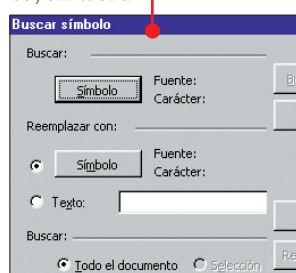 Buscar símbolo
Buscar:
Símbolo
Fuente:
Carácter:
Reemplazar con:
Símbolo
Fuente:
Carácter:
Texto:
Buscar:
Todo el documento Selección